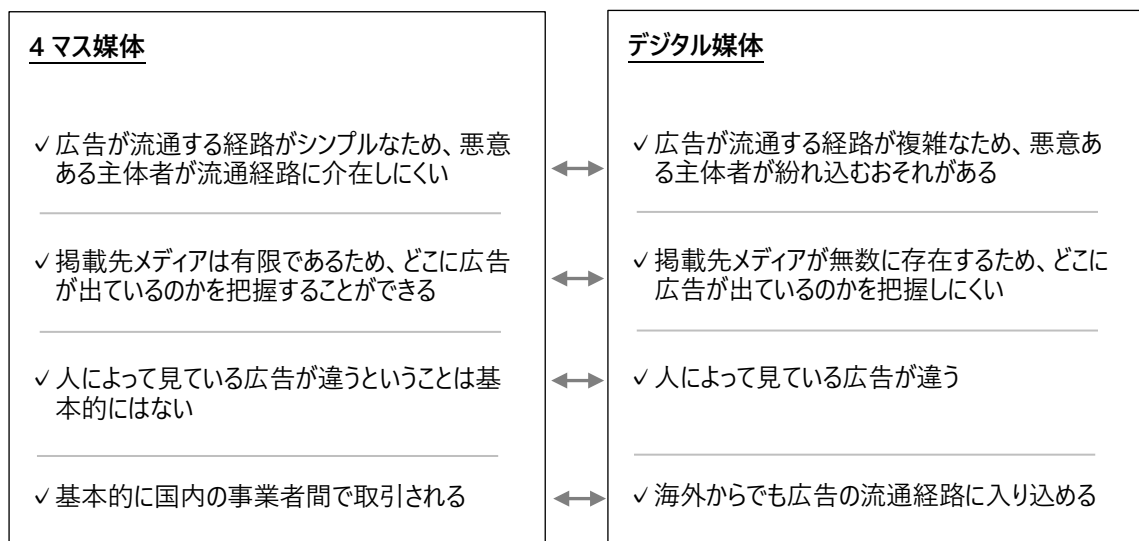 4 マス媒体
✓ 広告が流通する経路がシンプルなため、悪意
ある主体者が流通経路に介在しにくい
✓ 掲載先メディアは有限であるため、どこに広告
が出ているのかを把握することができる
✓ 人によって見ている広告が違うということは基
本的にはない
✓ 基本的に国内の事業者間で取引される
デジタル媒体
✓ 広告が流通する経路が複雑なため、悪意あ
る主体者が紛れ込むおそれがある
✓ 掲載先メディアが無数に存在するため、どこに
広告が出ているのかを把握しにくい
✓ 人によって見ている広告が違う
✓ 海外からでも広告の流通経路に入り込める